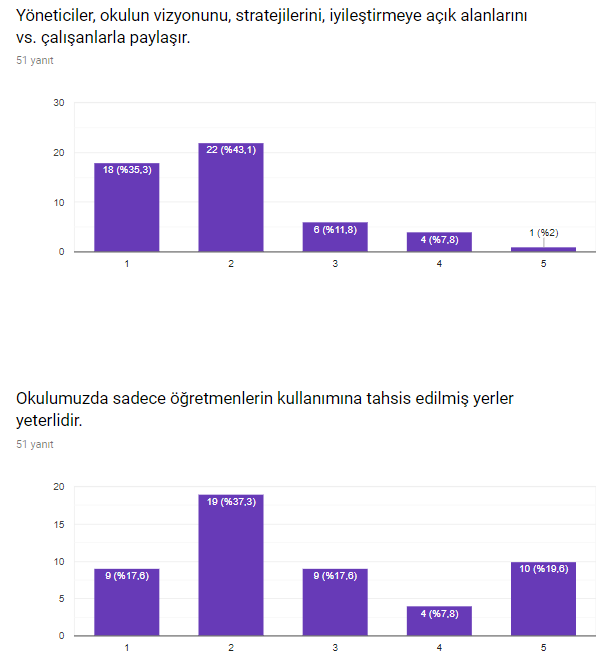 Yöneticiler, okulun vizyonunu, stratejilerini, iyileştirmeye açık alanlarını
vs. çalışanlarla paylaşır.
51 yanıt
30
20
10
0
18 (%35,3)
22 (%43,1)
6 (%11,8)
4 (%7,8)
1 (%2)
1 2 3 4 5
Okulumuzda sadece öğretmenlerin kullanımına tahsis edilmiş yerler
yeterlidir.
51 yanıt
20
15
10
5
0
9 (%17,6)
19 (%37,3)
9 (%17,6)
4 (%7,8)
10 (%19,6)
1 2 3 4 5